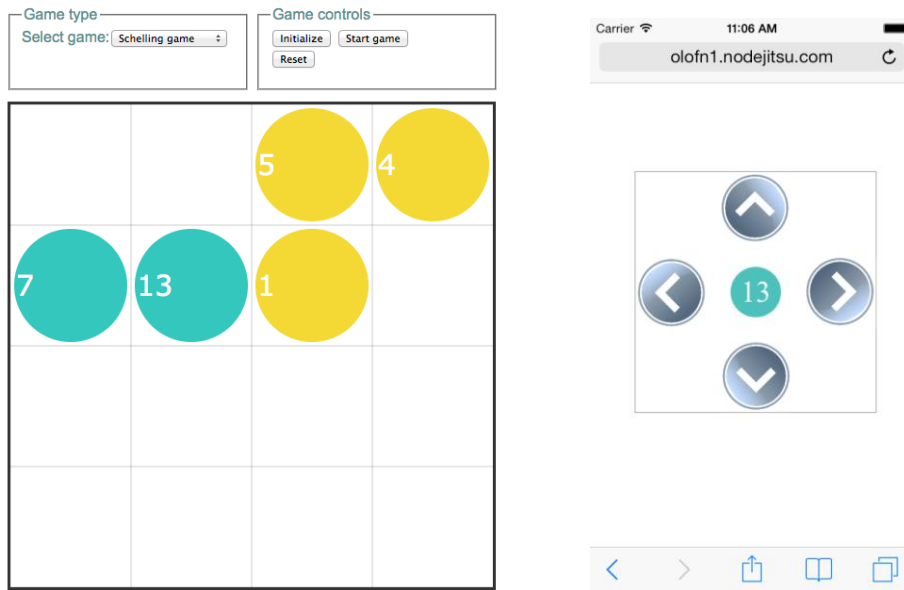 Game type
Select game: Schelling game
Game controls
Initialize Start game
Reset
5 4
7 13 1
Carrier 11:06 AM
olofn1.nodejitsu.com
13